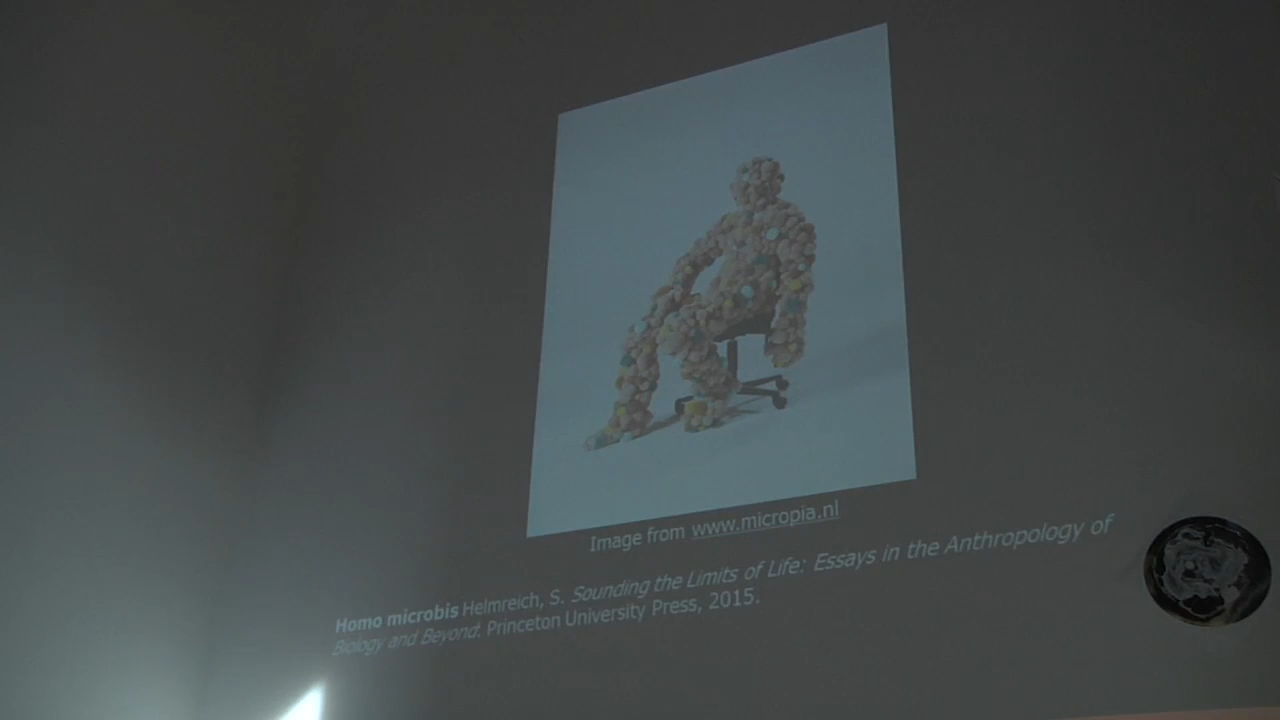 Image from www.micropia.nl
Homo microbis Helmreich, S. Sounding the Limits of Life: Essays in the Anthropology of
Biology and Beyond. Princeton University Press, 2015.